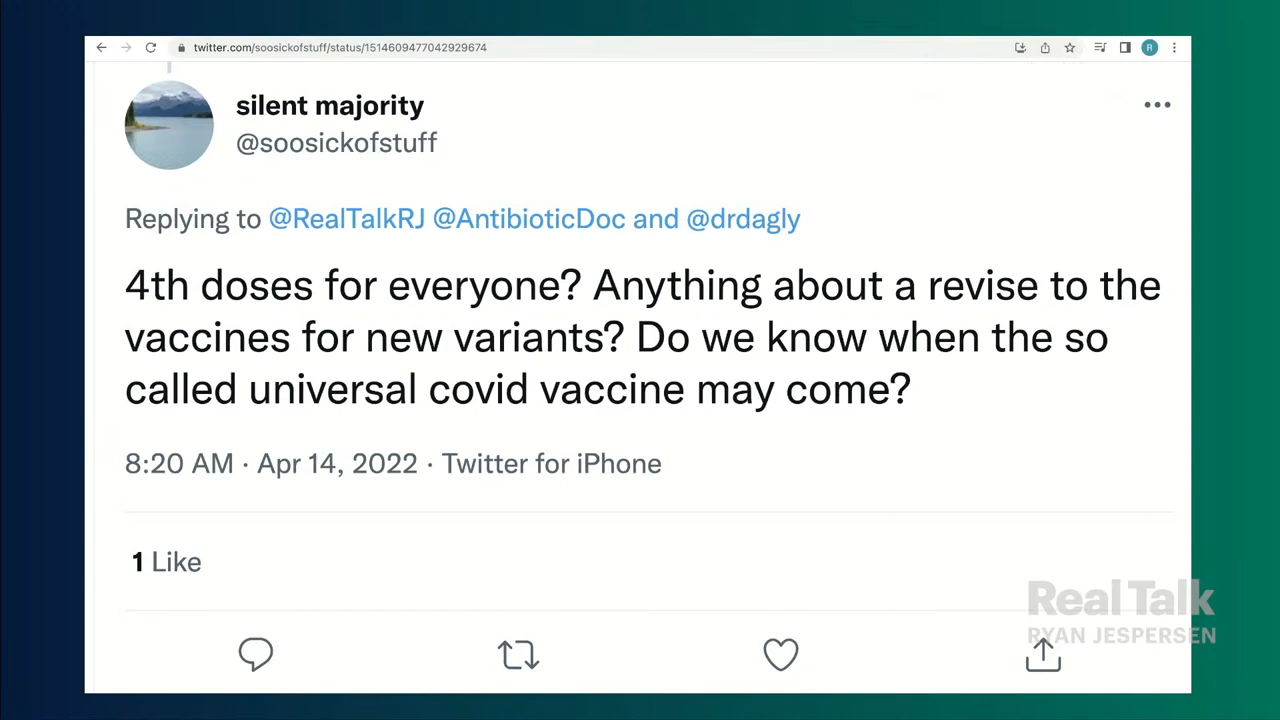 twitter.com/soosickofstuff/status/1514609477042929674
R
silent majority
@soosickofstuff
Replying to @RealTalkRJ @AntibioticDoc and @drdagly
4th doses for everyone? Anything about a revise to the
vaccines for new variants? Do we know when the so
called universal covid vaccine may come?
8:20 AM · Apr 14, 2022 · Twitter for iPhone
1 Like
Real Talk
RYAN JESPERSEN